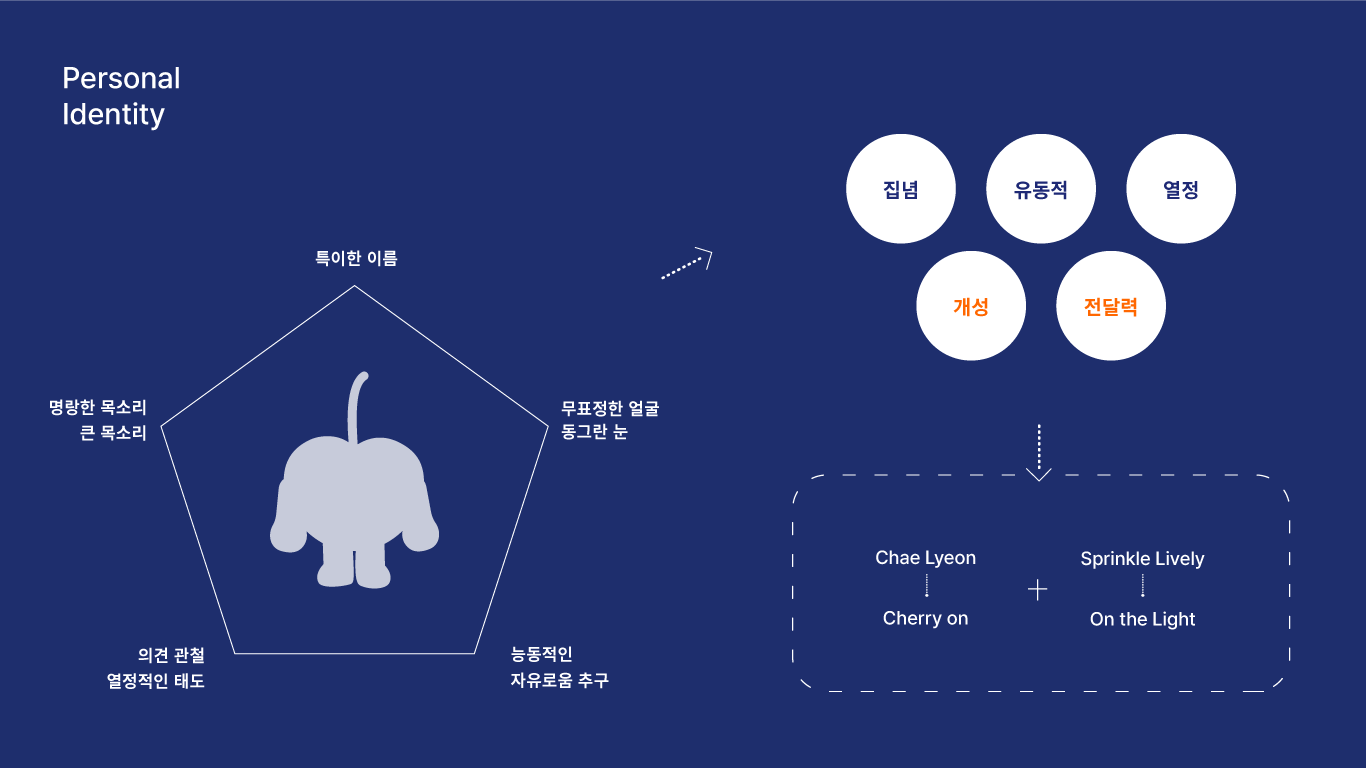 Personal
Identity
특이한 이름
명랑한 목소리
큰 목소리
무표정한 얼굴
동그란 눈
의견 관철
열정적인 태도
능동적인
자유로움 추구
집념
유동적
열정
개성
전달력
Chae Lyeon
Cherry on
+
Sprinkle Lively
On the Light